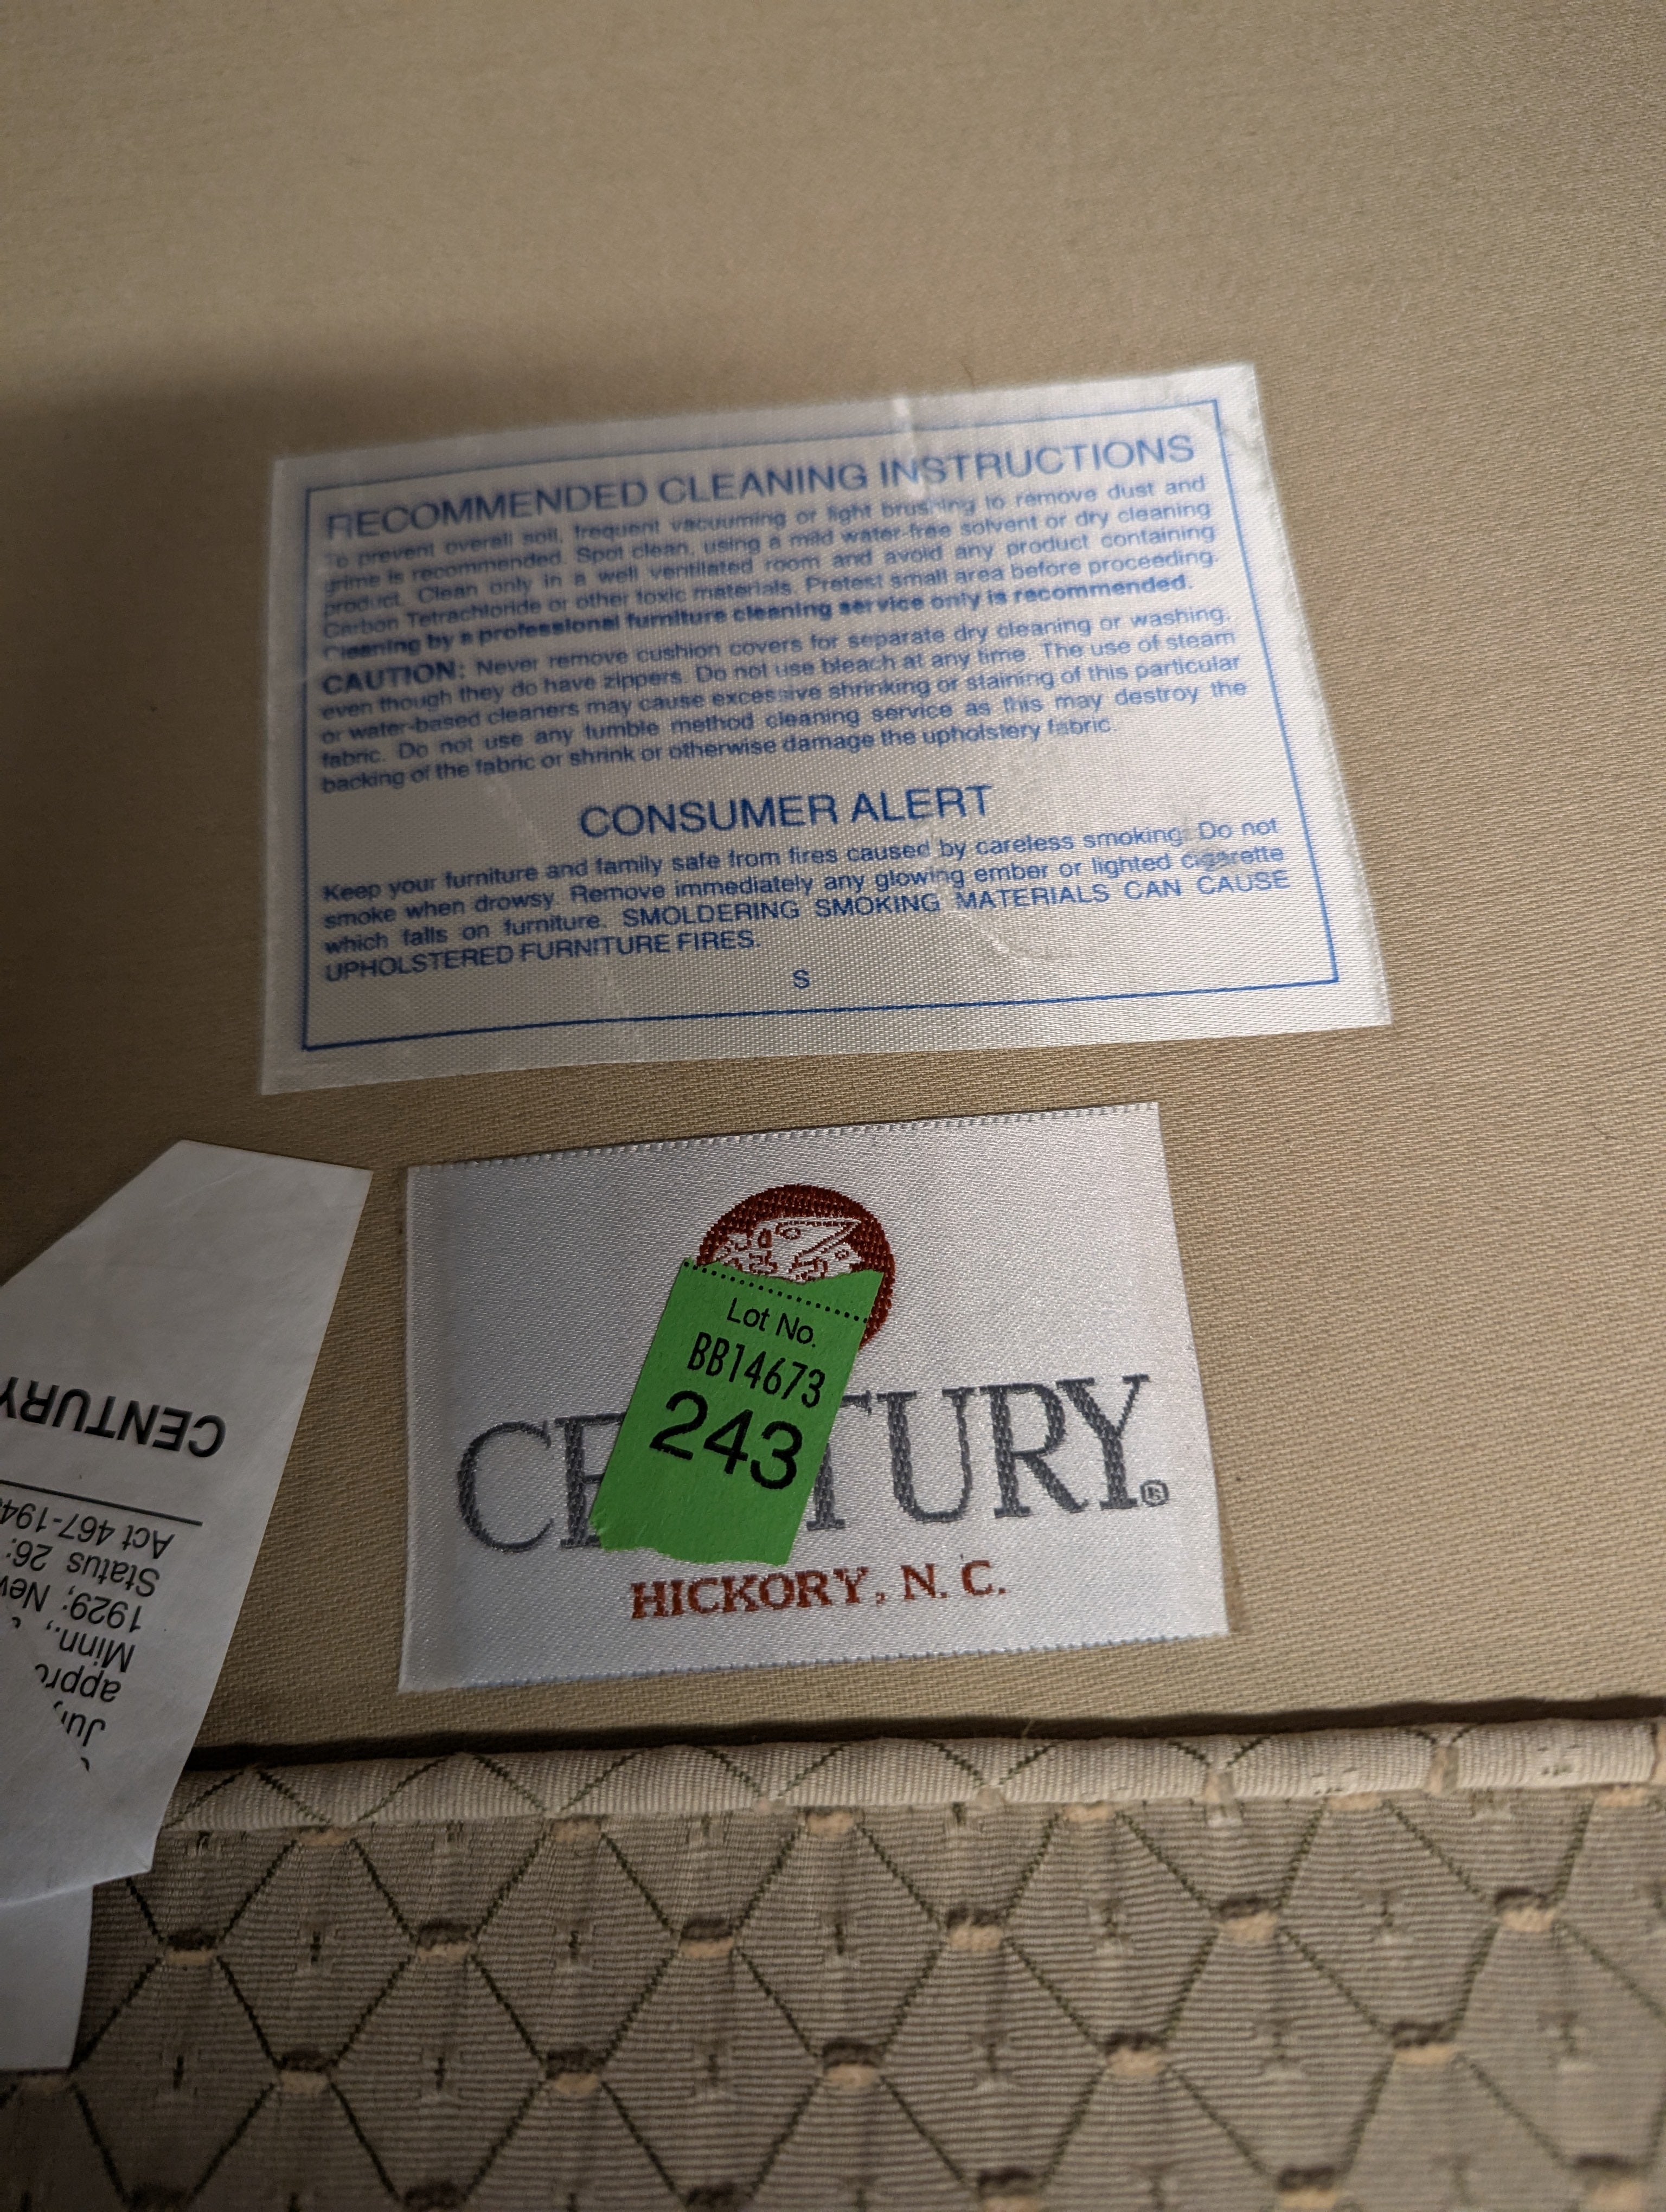 RECOMMENDED CLEANING INSTRUCTIONS
To prevent overall soil, frequent vacuuming or light brushing to remove dust and
grime is recommended. Spot clean, using a mild water-free solvent or dry cleaning
product. Clean only in a well ventilated room and avoid any product containing
Carbon Tetrachloride or other toxic materials. Pretest small area before proceeding.
Cleaning by a professional furniture cleaning service only is recommended.
CAUTION: Never remove cushion covers for separate dry cleaning or washing,
even though they do have zippers. Do not use bleach at any time. The use of steam
or water-based cleaners may cause excessive shrinking or staining of this particular
fabric. Do not use any tumble method cleaning service as this may destroy the
backing of the fabric or shrink or otherwise damage the upholstery fabric.
CONSUMER ALERT
Keep your furniture and family safe from fires caused by careless smoking. Do not
smoke when drowsy. Remove immediately any glowing ember or lighted cigarette
which falls on furniture. SMOLDERING SMOKING MATERIALS CAN CAUSE
UPHOLSTERED FURNITURE FIRES.
S
Lot No.
BB14673
243
CE TURY®
HICKORY, N. C.
CENTURY
Act 467-194
Status 26:
1929; New
Minn.,
appr